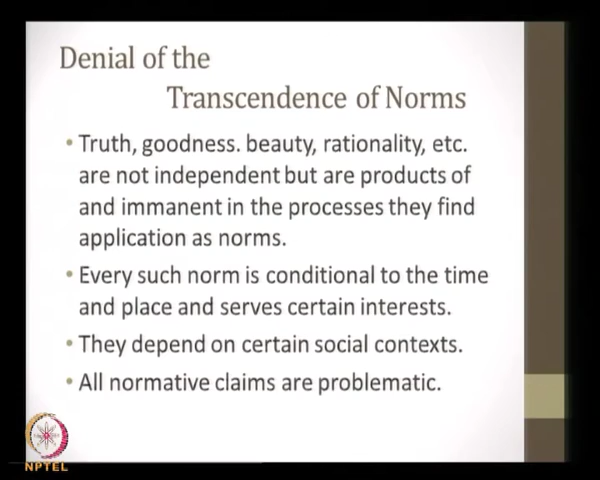 Denial of the
Transcendence of Norms
• Truth, goodness. beauty, rationality, etc.
are not independent but are products of
and immanent in the processes they find
application as norms.
• Every such norm is conditional to the time
and place and serves certain interests.
• They depend on certain social contexts.
• All normative claims are problematic.
NPTEL